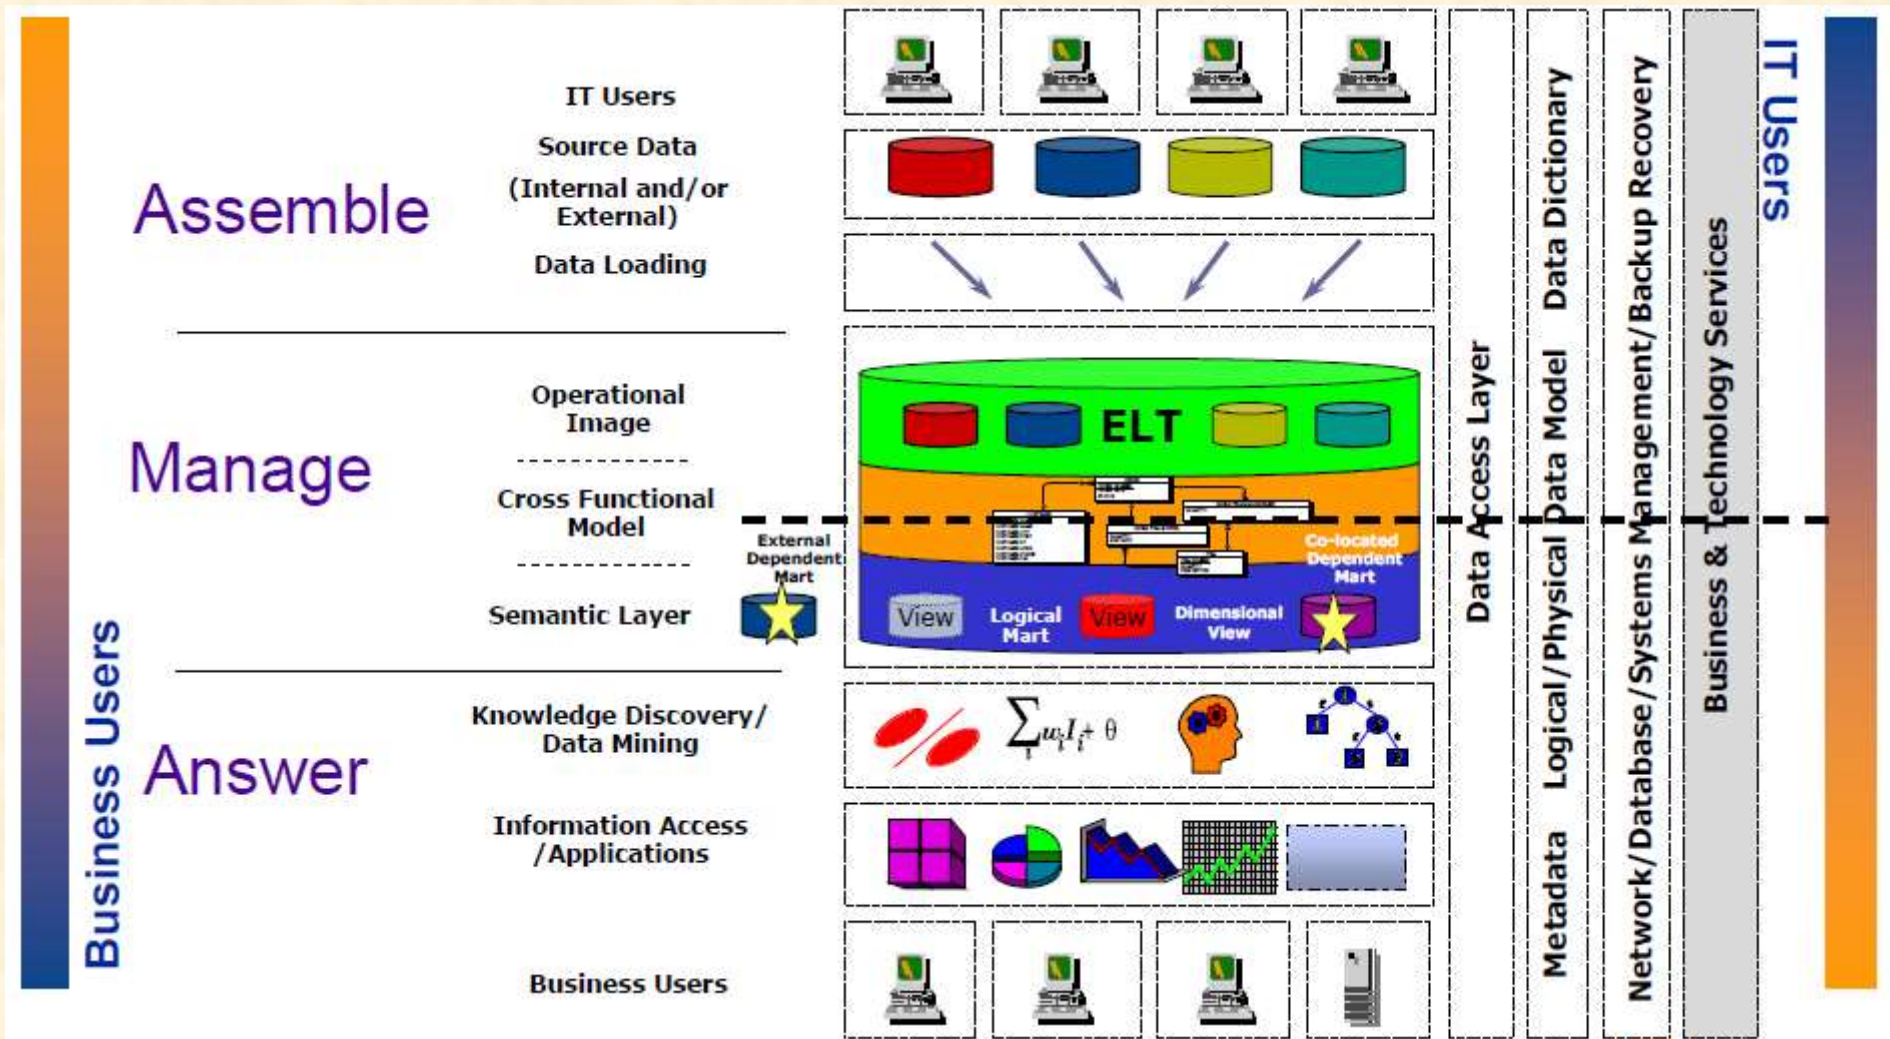 Assemble
IT Users
Source Data
(Internal and/or
External)
Data Loading
Manage
Operational
Image
Cross Functional
Model
Semantic Layer
External
Dependent
Mart
ELT
Co-located
Dependent
Mart
View
Logical
Mart
View
Dimensional
View
Answer
Knowledge Discovery/
Data Mining
∑wᵢIᵢ+ θ
Information Access
/Applications
Business Users
Business Users
Data Access Layer
Metadata Logical/Physical Data Model Data Dictionary
Network/Database/Systems Management/Backup Recovery
Business & Technology Services
IT Users